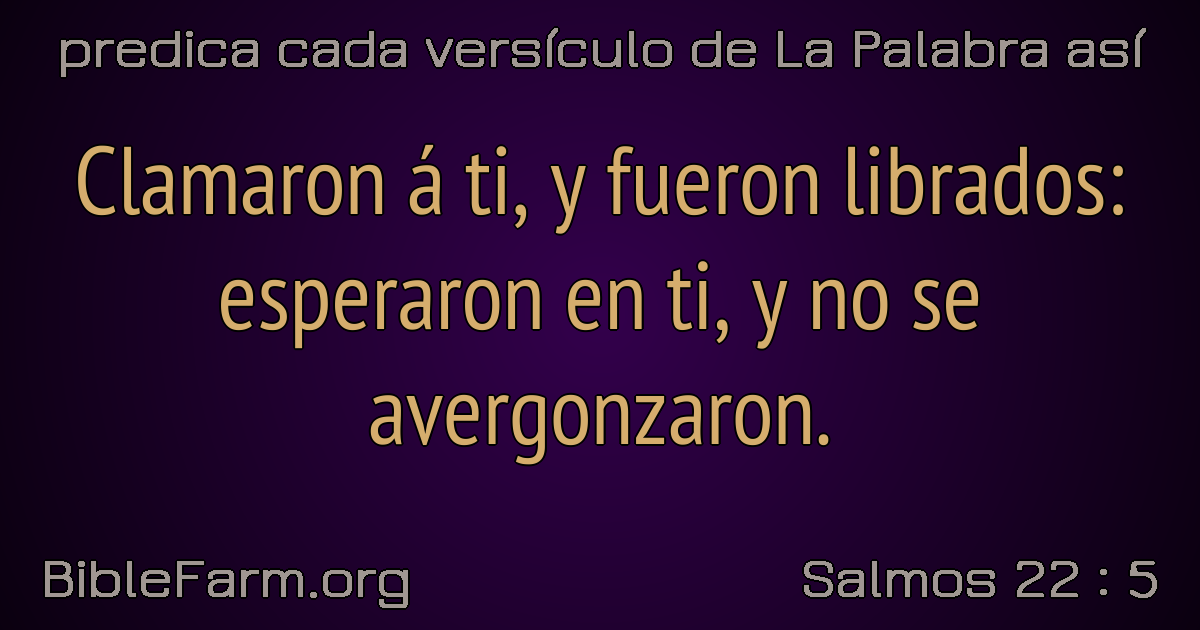 predica cada versículo de La Palabra así
Clamaron á ti, y fueron librados:
esperaron en ti, y no se
avergonzaron.
BibleFarm.org
Salmos 22 : 5